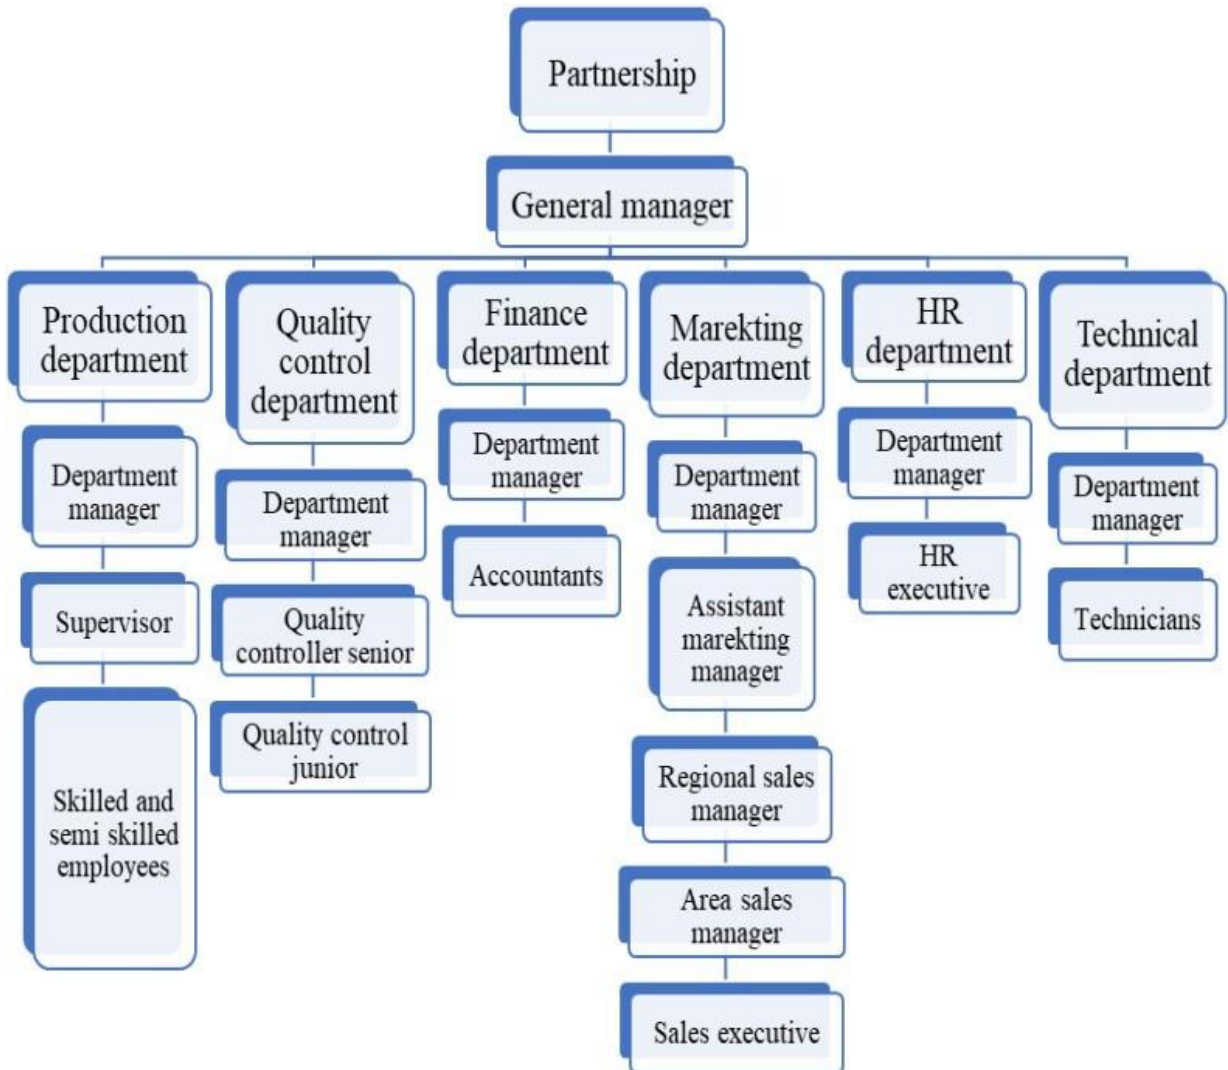 Partnership
General manager
Production
department
Department
manager
Supervisor
Skilled and
semi skilled
employees
Quality
control
department
Department
manager
Quality
controller senior
Quality control
junior
Finance
department
Department
manager
Accountants
Marekting
department
Department
manager
Assistant
marekting
manager
Regional sales
manager
Area sales
manager
Sales executive
HR
department
Department
manager
HR
executive
Technical
department
Department
manager
Technicians